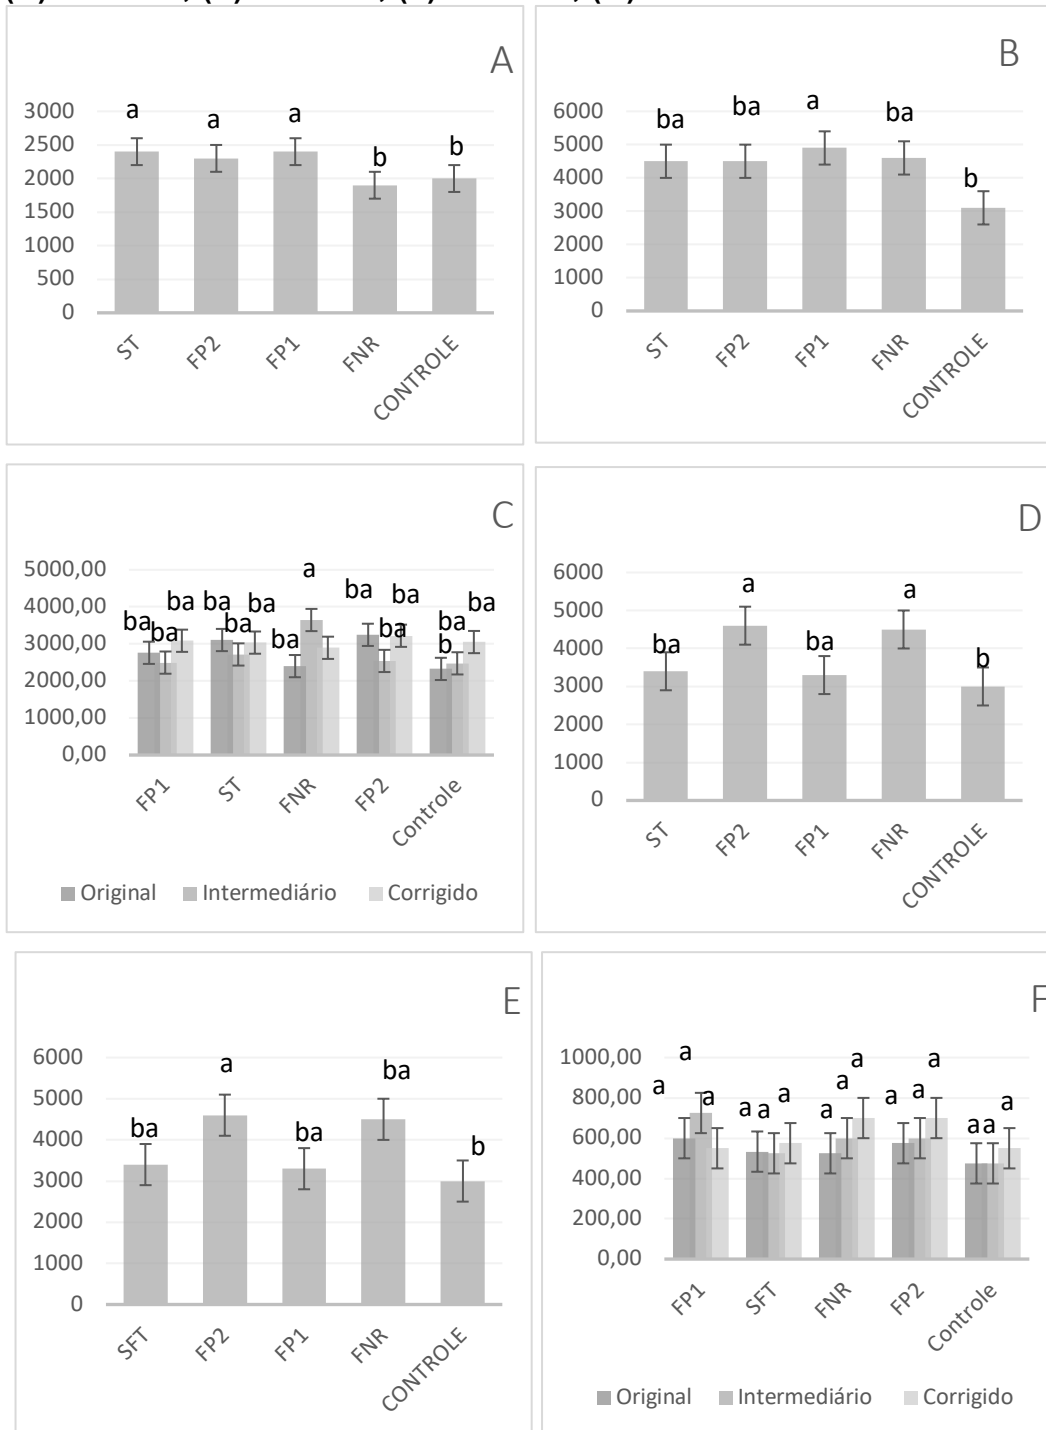 A
a a a b b
3000
2500
2000
1500
1000
500
0
ST FP2 FP1 FNR CONTROLE
B
ba ba a ba b
6000
5000
4000
3000
2000
1000
0
ST FP2 FP1 FNR CONTROLE
C
5000,00
4000,00
3000,00
2000,00
1000,00
0,00
ba ba ba ba ba ba ba a ba ba ba b ba ba
FP1 ST FNR FP2 Controle
Original Intermediário Corrigido
D
6000
5000
4000
3000
2000
1000
0
ba a ba a b
ST FP2 FP1 FNR CONTROLE
E
6000
5000
4000
3000
2000
1000
0
ba a ba ba b
SFT FP2 FP1 FNR CONTROLE
F
1000,00
800,00
600,00
400,00
200,00
0,00
a a a a a a a a a a a a a a a
FP1 SFT FNR FP2 Controle
Original Intermediário Corrigido